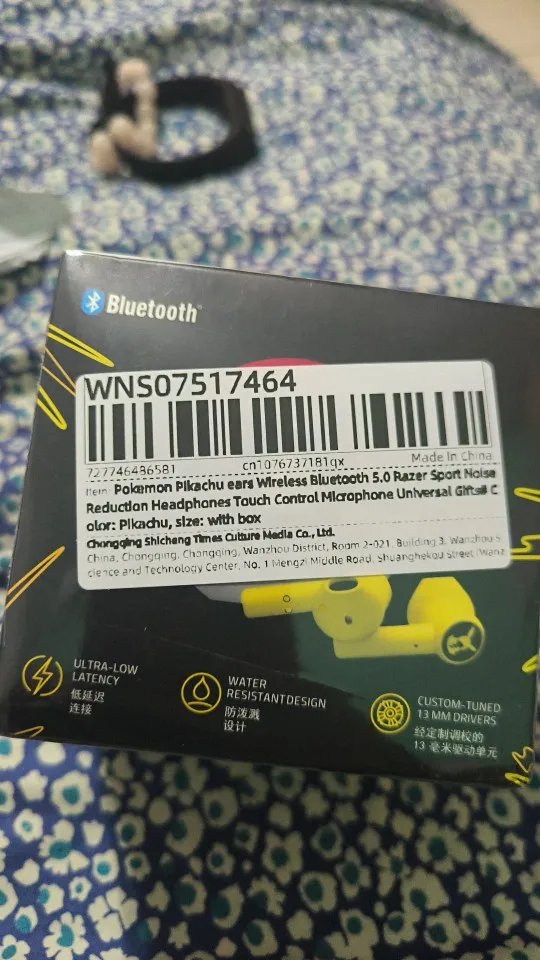 Bluetooth
WNS07517464
727746486581
cn1076737181qx
Made In China
Item: Pokemon Pikachu ears Wireless Bluetooth 5.0 Razer Sport Noise
Reduction Headphones Touch Control Microphone Universal Gifts# C
olor: Pikachu, size: with box
Chongqing Shicheng Times Culture Media Co., Ltd.
China, Chongqing, Chongqing, Wanzhou District, Room 2-021, Building 3, Wanzhou S
cience and Technology Center, No. 1 Mengzi Middle Road, Shuanghekou Street (Wanz
ULTRA-LOW
LATENCY
低延迟
连接
WATER
RESISTANT DESIGN
防泼溅
设计
CUSTOM-TUNED
13 MM DRIVERS
经定制调校的
13 毫米驱动单元